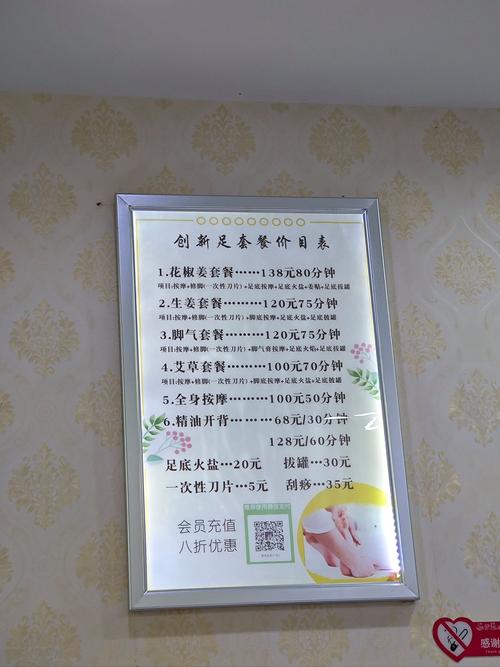 创新足套餐价目表
1.花椒姜套餐………138元80分钟
项目:按摩+修脚(一次性刀片)+足底按摩+足底火盐+姜贴+足底拔罐
2.生姜套餐………120元75分钟
项目:按摩+修脚(一次性刀片)+脚底按摩+足底火盐+足底拔罐
3.脚气套餐………120元75分钟
项目:按摩+修脚(一次性刀片)+脚气膏按摩+足底火焰+足底拔罐
4.艾草套餐………100元70分钟
项目:按摩+修脚(一次性刀片)+脚底按摩+足底火盐+足底拔罐
5.全身按摩………100元50分钟
6.精油开背………68元/30分钟
128元/60分钟
足底火盐…20元 拔罐…30元
一次性刀片…5元 刮痧…35元
会员充值
八折优惠
推荐使用微信支付
感谢